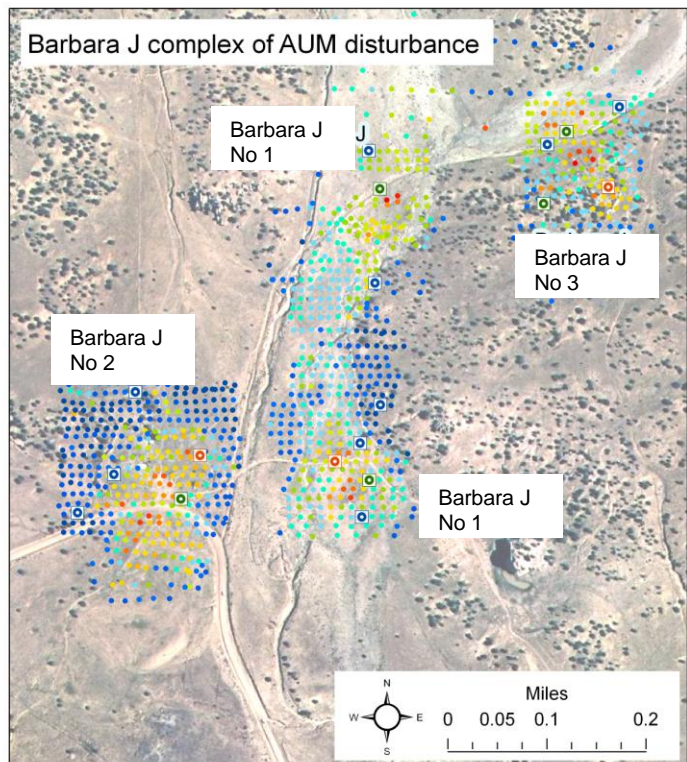 Barbara J complex of AUM disturbance
Barbara J
No 1
J
Barbara J
No 3
Barbara J
No 2
Barbara J
No 1
N
W
E
S
Miles
0 0.05 0.1 0.2